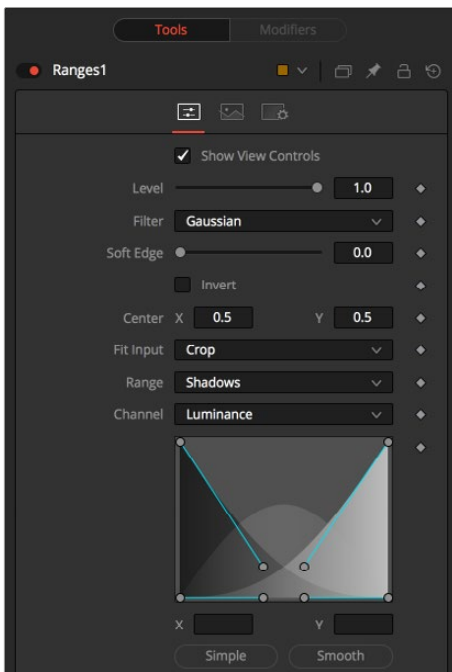 Tools Modifiers
Ranges1
Show View Controls
Level 1.0
Filter Gaussian
Soft Edge 0.0
Invert
Center X 0.5 Y 0.5
Fit Input Crop
Range Shadows
Channel Luminance
X Y
Simple Smooth